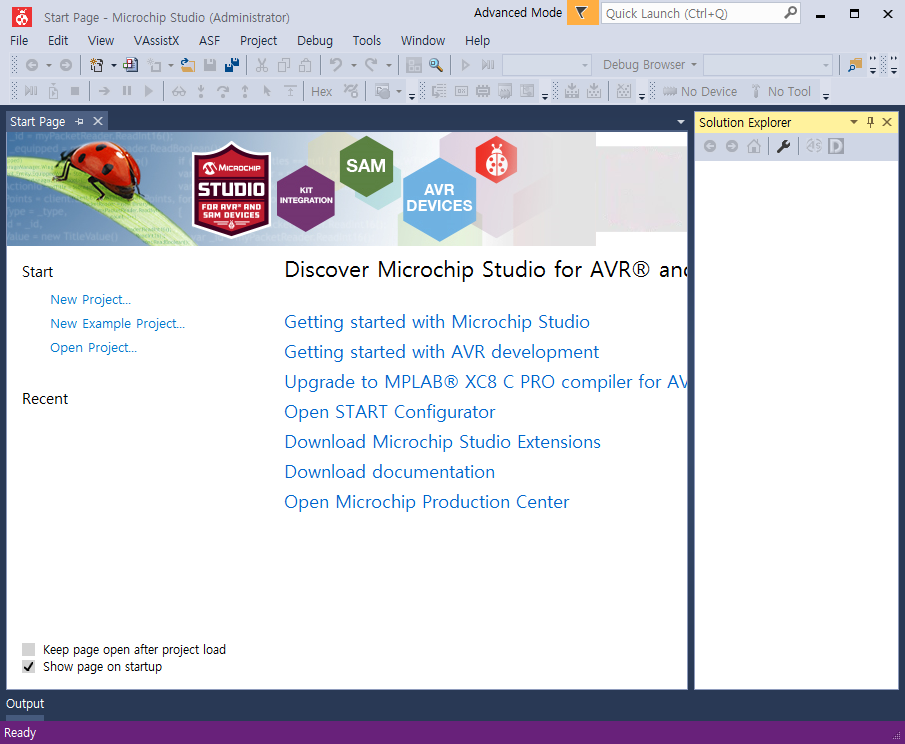 Start Page - Microchip Studio (Administrator)
Advanced Mode
Quick Launch (Ctrl+Q)
File Edit View VAssistX ASF Project Debug Tools Window Help
Debug Browser
Hex
No Device
No Tool
Start Page
MICROCHIP
STUDIO
FOR AVR® AND
SAM DEVICES
KIT
INTEGRATION
SAM
AVR
DEVICES
Start
New Project...
New Example Project...
Open Project...
Recent
Discover Microchip Studio for AVR® and
Getting started with Microchip Studio
Getting started with AVR development
Upgrade to MPLAB® XC8 C PRO compiler for AV
Open START Configurator
Download Microchip Studio Extensions
Download documentation
Open Microchip Production Center
Keep page open after project load
Show page on startup
Solution Explorer
Output
Ready